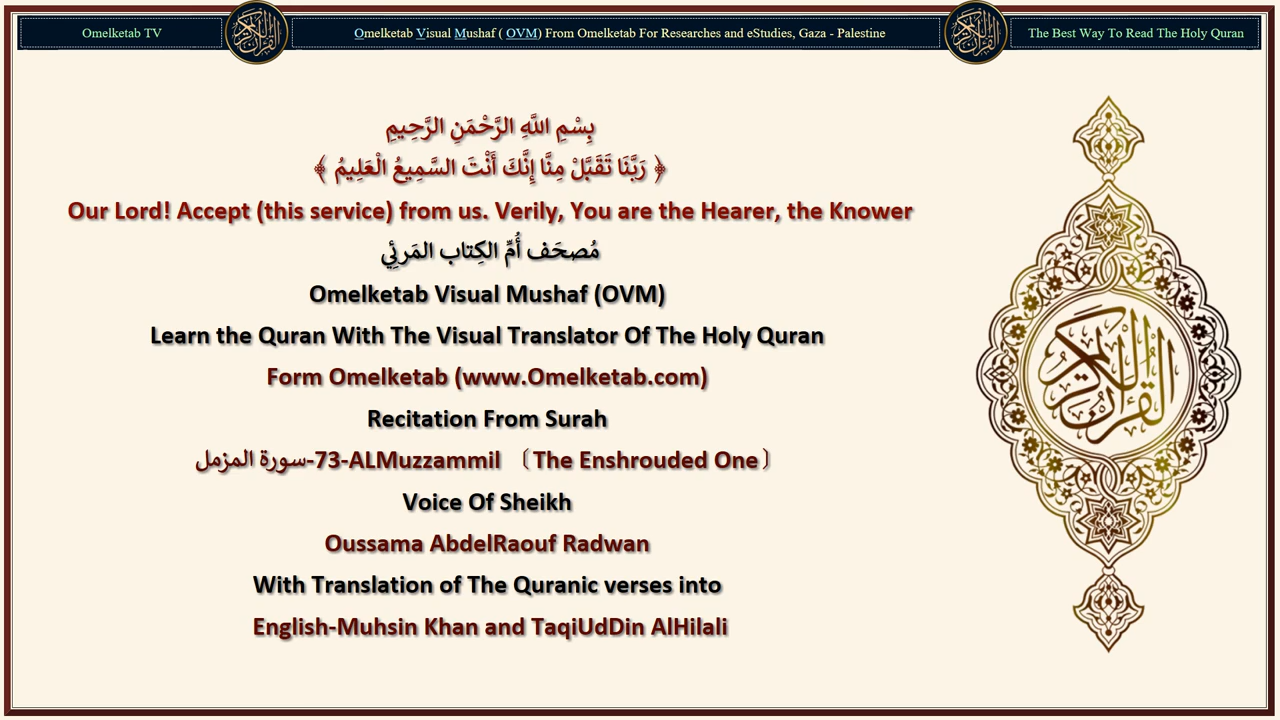 Omelketab TV
Omelketab Visual Mushaf ( OVM) From Omelketab For Researches and eStudies, Gaza - Palestine
The Best Way To Read The Holy Quran
بِسْمِ اللَّهِ الرَّحْمَنِ الرَّحِيمِ
﴿ رَبَّنَا تَقَبَّلْ مِنَّا إِنَّكَ أَنْتَ السَّمِيعُ الْعَلِيمُ ﴾
Our Lord! Accept (this service) from us. Verily, You are the Hearer, the Knower
مُصحَف أُمِّ الكِتاب المَرئِي
Omelketab Visual Mushaf (OVM)
Learn the Quran With The Visual Translator Of The Holy Quran
Form Omelketab (www.Omelketab.com)
Recitation From Surah
سورة المزمل-73-ALMuzzammil 〔The Enshrouded One〕
Voice Of Sheikh
Oussama AbdelRaouf Radwan
With Translation of The Quranic verses into
English-Muhsin Khan and TaqiUdDin AlHilali
القرآن الكريم